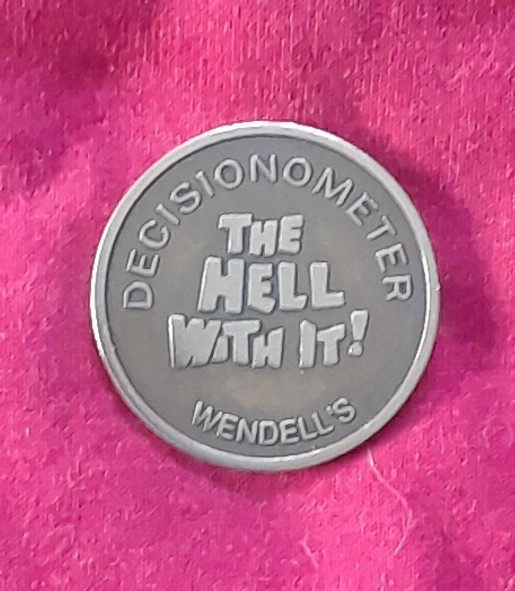 DECISIONOMETER
THE
HELL
WITH IT!
WENDELL'S